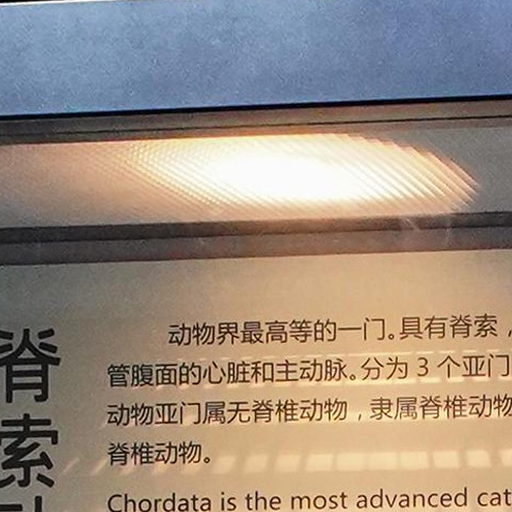 脊索
动物界最高等的一门。具有脊索，
管腹面的心脏和主动脉。分为 3 个亚门
动物亚门属无脊椎动物，隶属脊椎动物
脊椎动物。
Chordata is the most advanced cat